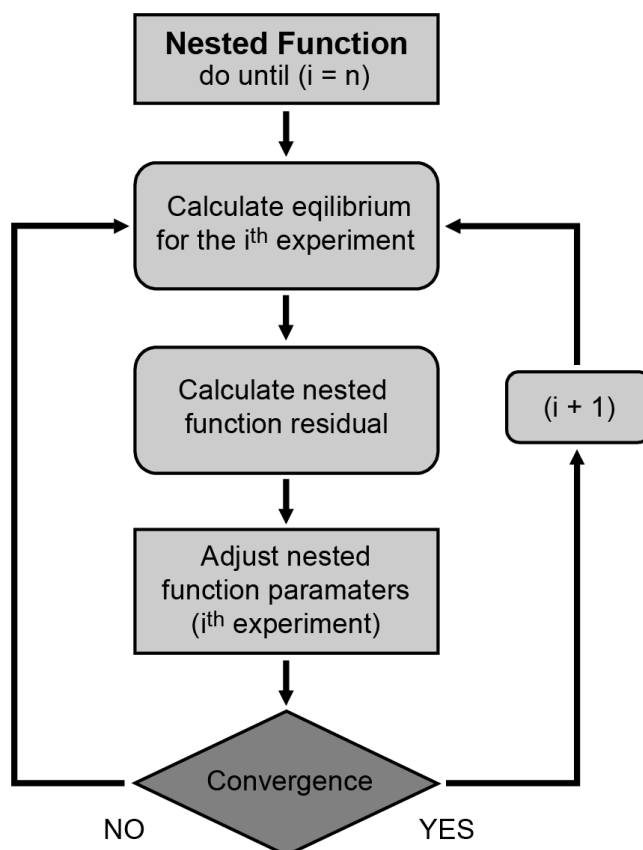 Nested Function
do until (i = n)
Calculate eqilibrium
for the ith experiment
Calculate nested
function residual
(i + 1)
Adjust nested
function paramaters
(ith experiment)
Convergence
NO
YES